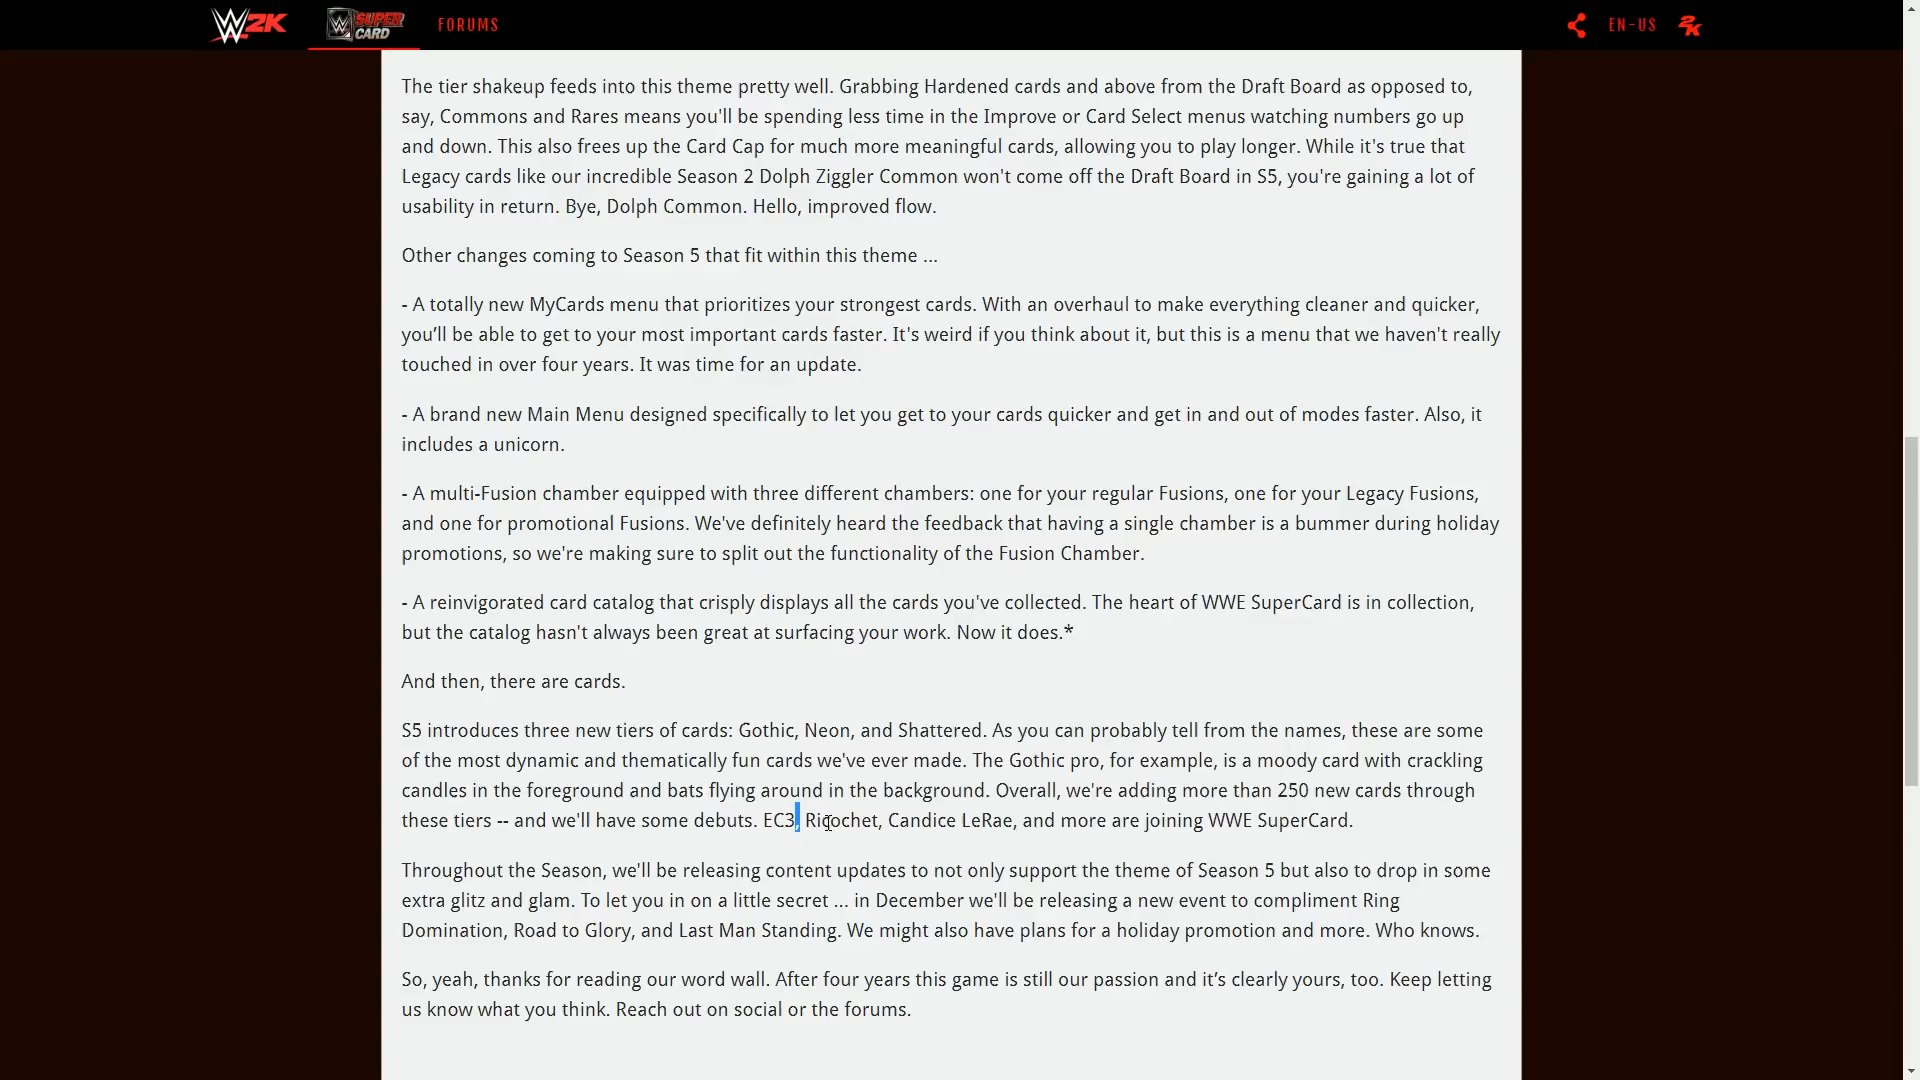 W2K SUPER CARD FORUMS EN-US 2K
The tier shakeup feeds into this theme pretty well. Grabbing Hardened cards and above from the Draft Board as opposed to,
say, Commons and Rares means you'll be spending less time in the Improve or Card Select menus watching numbers go up
and down. This also frees up the Card Cap for much more meaningful cards, allowing you to play longer. While it's true that
Legacy cards like our incredible Season 2 Dolph Ziggler Common won't come off the Draft Board in S5, you're gaining a lot of
usability in return. Bye, Dolph Common. Hello, improved flow.
Other changes coming to Season 5 that fit within this theme ...
- A totally new MyCards menu that prioritizes your strongest cards. With an overhaul to make everything cleaner and quicker,
you’ll be able to get to your most important cards faster. It's weird if you think about it, but this is a menu that we haven't really
touched in over four years. It was time for an update.
- A brand new Main Menu designed specifically to let you get to your cards quicker and get in and out of modes faster. Also, it
includes a unicorn.
- A multi-Fusion chamber equipped with three different chambers: one for your regular Fusions, one for your Legacy Fusions,
and one for promotional Fusions. We've definitely heard the feedback that having a single chamber is a bummer during holiday
promotions, so we're making sure to split out the functionality of the Fusion Chamber.
- A reinvigorated card catalog that crisply displays all the cards you've collected. The heart of WWE SuperCard is in collection,
but the catalog hasn't always been great at surfacing your work. Now it does.*
And then, there are cards.
S5 introduces three new tiers of cards: Gothic, Neon, and Shattered. As you can probably tell from the names, these are some
of the most dynamic and thematically fun cards we've ever made. The Gothic pro, for example, is a moody card with crackling
candles in the foreground and bats flying around in the background. Overall, we're adding more than 250 new cards through
these tiers -- and we'll have some debuts. EC3, Ricochet, Candice LeRae, and more are joining WWE SuperCard.
Throughout the Season, we'll be releasing content updates to not only support the theme of Season 5 but also to drop in some
extra glitz and glam. To let you in on a little secret ... in December we'll be releasing a new event to compliment Ring
Domination, Road to Glory, and Last Man Standing. We might also have plans for a holiday promotion and more. Who knows.
So, yeah, thanks for reading our word wall. After four years this game is still our passion and it’s clearly yours, too. Keep letting
us know what you think. Reach out on social or the forums.